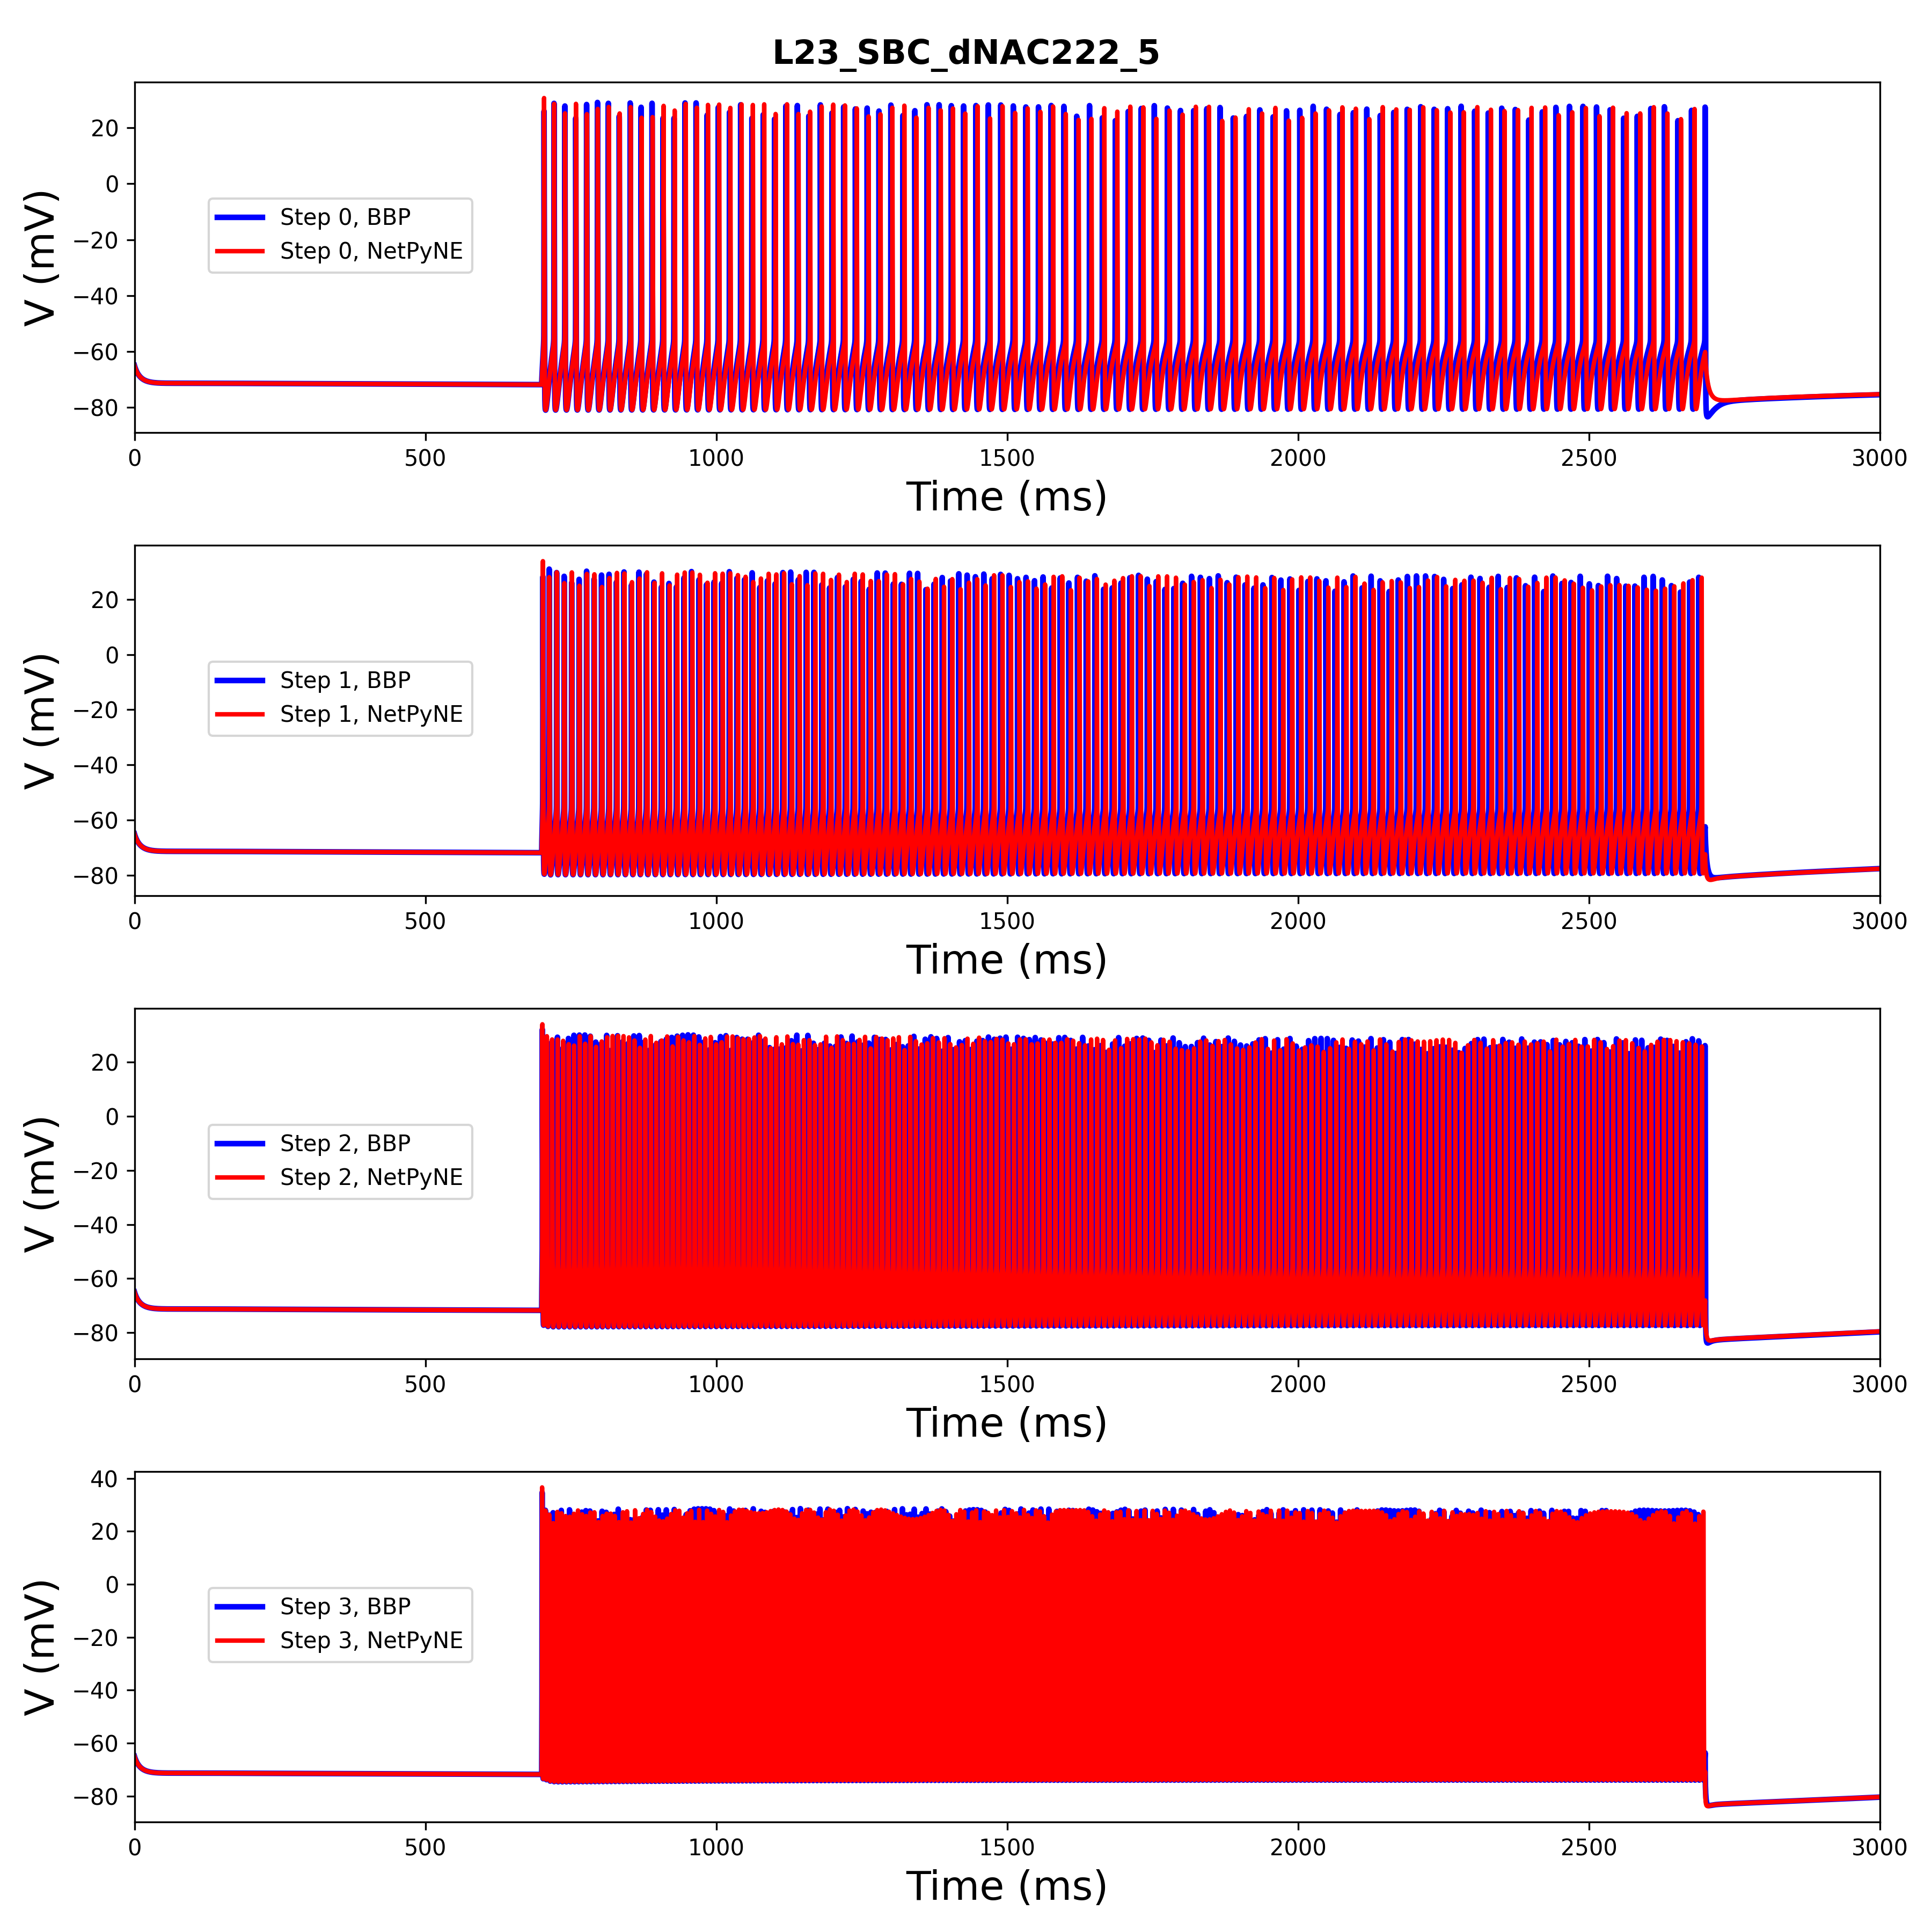 L23_SBC_dNAC222_5
20
0
−20
−40
−60
−80
V (mV)
Step 0, BBP
Step 0, NetPyNE
0 500 1000 1500 2000 2500 3000
Time (ms)
20
0
−20
−40
−60
−80
V (mV)
Step 1, BBP
Step 1, NetPyNE
0 500 1000 1500 2000 2500 3000
Time (ms)
20
0
−20
−40
−60
−80
V (mV)
Step 2, BBP
Step 2, NetPyNE
0 500 1000 1500 2000 2500 3000
Time (ms)
40
20
0
−20
−40
−60
−80
V (mV)
Step 3, BBP
Step 3, NetPyNE
0 500 1000 1500 2000 2500 3000
Time (ms)